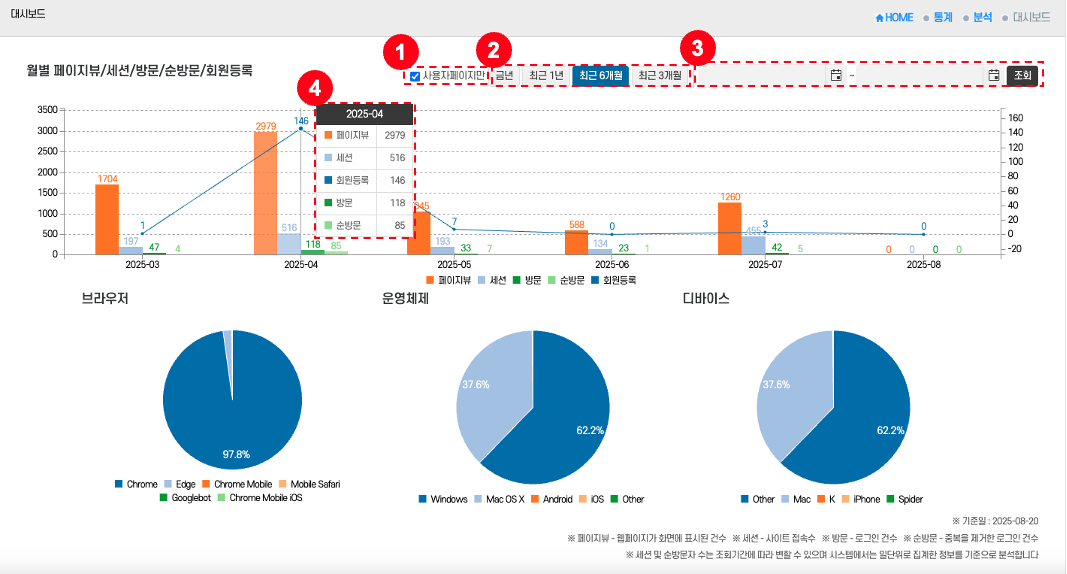 대시보드
HOME 통계 분석 대시보드
월별 페이지뷰/세션/방문/순방문/회원등록
1 2 3 4
사용자페이지만 금년 최근 1년 최근 6개월 최근 3개월 ~ 조회
3500 3000 2500 2000 1500 1000 500 0
160 140 120 100 80 60 40 20 0 -20
1704 197 47 4 1
2979 516 118 85 146
2025-04
페이지뷰 2979
세션 516
회원등록 146
방문 118
순방문 85
345 193 33 7 7
588 134 23 1 0
1260 455 42 5 3
0 0 0 0 0
2025-03 2025-04 2025-05 2025-06 2025-07 2025-08
페이지뷰 세션 방문 순방문 회원등록
브라우저 운영체제 디바이스
97.8%
37.6% 62.2%
37.6% 62.2%
Chrome Edge Chrome Mobile Mobile Safari
Googlebot Chrome Mobile iOS
Windows Mac OS X Android iOS Other
Other Mac K iPhone Spider
※ 기준일 : 2025-08-20
※ 페이지뷰 - 웹페이지가 화면에 표시된 건수 ※ 세션 - 사이트 접속수 ※ 방문 - 로그인 건수 ※ 순방문 - 중복을 제거한 로그인 건수
※ 세션 및 순방문자 수는 조회기간에 따라 변할 수 있으며 시스템에서는 일단위로 집계한 정보를 기준으로 분석합니다